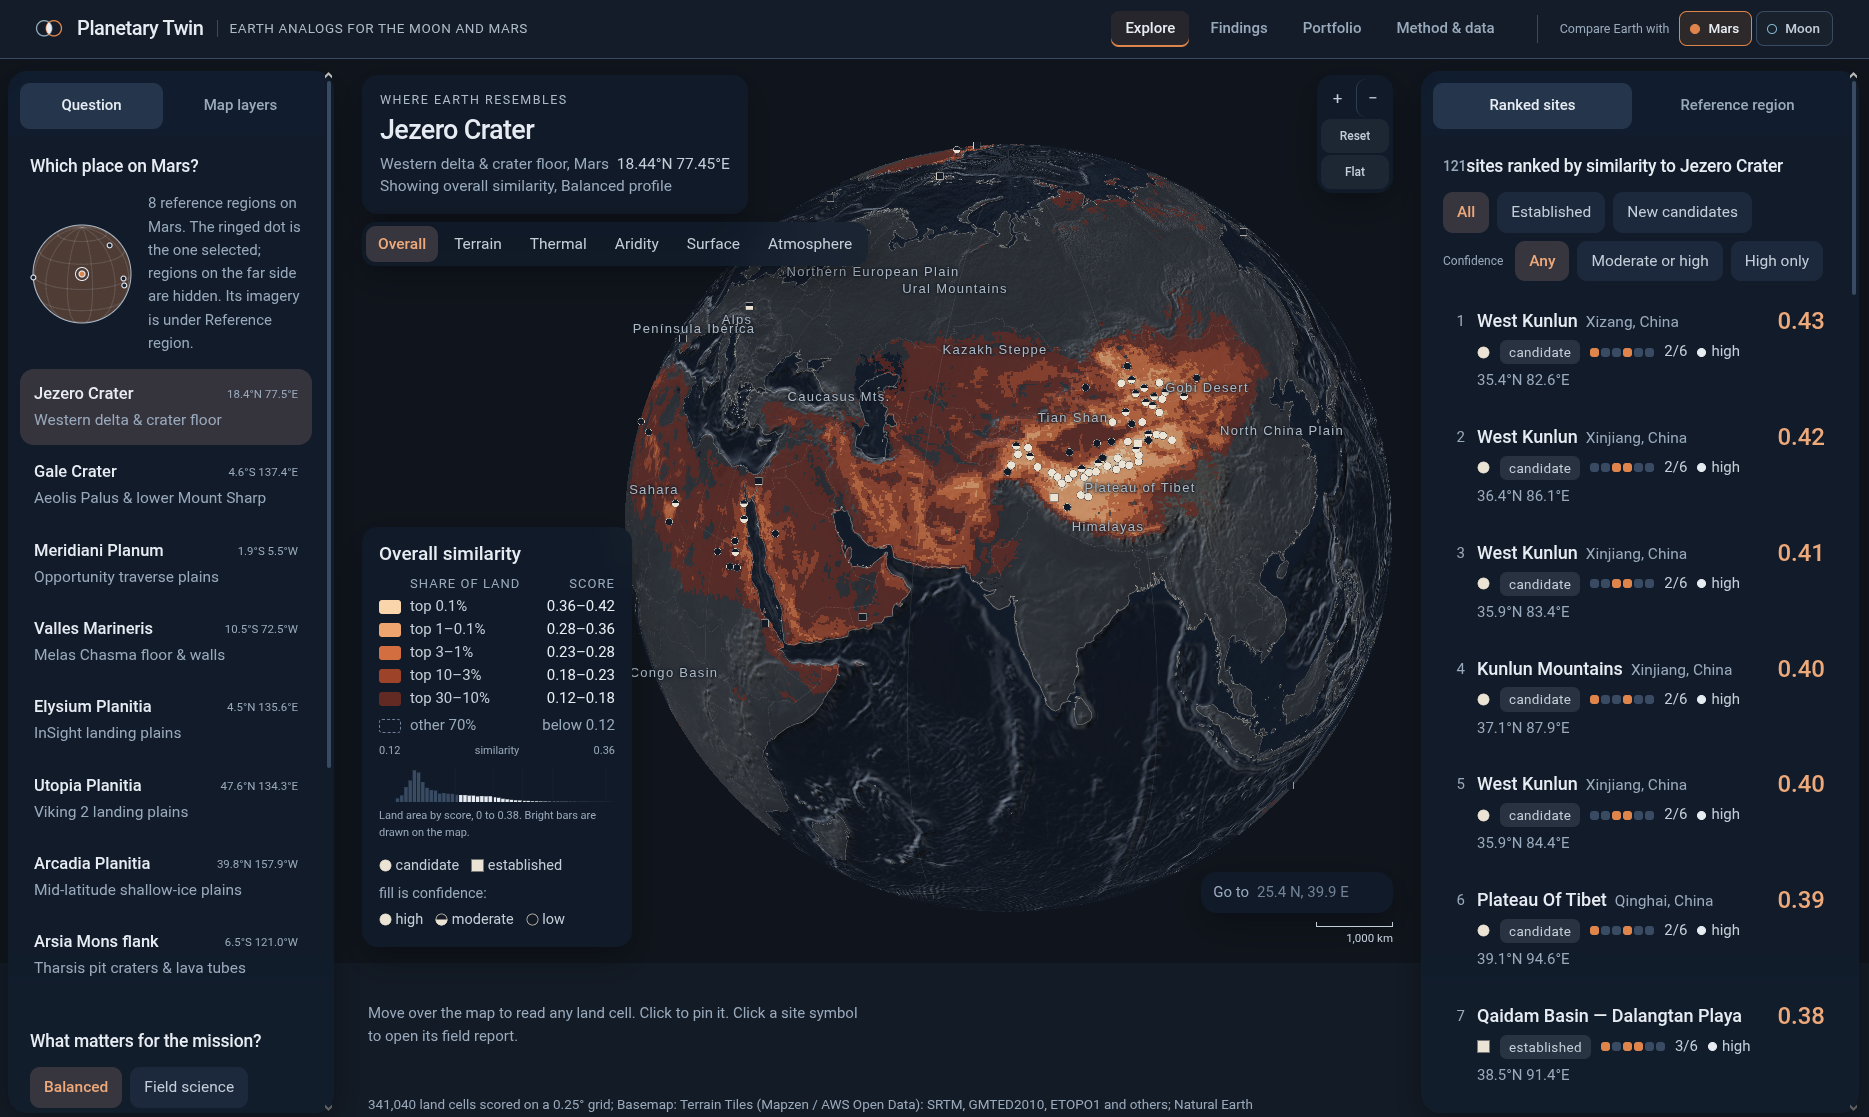 Planetary Twin EARTH ANALOGS FOR THE MOON AND MARS
Explore Findings Portfolio Method & data Compare Earth with Mars Moon
Question Map layers
Which place on Mars?
8 reference regions on
Mars. The ringed dot is
the one selected;
regions on the far side
are hidden. Its imagery
is under Reference
region.
Jezero Crater 18.4°N 77.5°E
Western delta & crater floor
Gale Crater 4.6°S 137.4°E
Aeolis Palus & lower Mount Sharp
Meridiani Planum 1.9°S 5.5°W
Opportunity traverse plains
Valles Marineris 10.5°S 72.5°W
Melas Chasma floor & walls
Elysium Planitia 4.5°N 135.6°E
InSight landing plains
Utopia Planitia 47.6°N 134.3°E
Viking 2 landing plains
Arcadia Planitia 39.8°N 157.9°W
Mid-latitude shallow-ice plains
Arsia Mons flank 6.5°S 121.0°W
Tharsis pit craters & lava tubes
What matters for the mission?
Balanced Field science
WHERE EARTH RESEMBLES
Jezero Crater
Western delta & crater floor, Mars 18.44°N 77.45°E
Showing overall similarity, Balanced profile
Overall Terrain Thermal Aridity Surface Atmosphere
+ −
Reset
Flat
Northern European Plain
Ural Mountains
Alps
Península Ibérica
Kazakh Steppe
Caucasus Mts.
Gobi Desert
Tian Shan
North China Plain
Sahara
Plateau of Tibet
Himalayas
Congo Basin
Overall similarity
SHARE OF LAND SCORE
top 0.1% 0.36–0.42
top 1–0.1% 0.28–0.36
top 3–1% 0.23–0.28
top 10–3% 0.18–0.23
top 30–10% 0.12–0.18
other 70% below 0.12
0.12 similarity 0.36
Land area by score, 0 to 0.38. Bright bars are
drawn on the map.
candidate established
fill is confidence:
high moderate low
Go to 25.4 N, 39.9 E
1,000 km
Move over the map to read any land cell. Click to pin it. Click a site symbol
to open its field report.
341,040 land cells scored on a 0.25° grid; Basemap: Terrain Tiles (Mapzen / AWS Open Data): SRTM, GMTED2010, ETOPO1 and others; Natural Earth
Ranked sites Reference region
121sites ranked by similarity to Jezero Crater
All Established New candidates
Confidence Any Moderate or high High only
1 West Kunlun Xizang, China 0.43
candidate 2/6 high
35.4°N 82.6°E
2 West Kunlun Xinjiang, China 0.42
candidate 2/6 high
36.4°N 86.1°E
3 West Kunlun Xinjiang, China 0.41
candidate 2/6 high
35.9°N 83.4°E
4 Kunlun Mountains Xinjiang, China 0.40
candidate 2/6 high
37.1°N 87.9°E
5 West Kunlun Xinjiang, China 0.40
candidate 2/6 high
35.9°N 84.4°E
6 Plateau Of Tibet Qinghai, China 0.39
candidate 2/6 high
39.1°N 94.6°E
7 Qaidam Basin — Dalangtan Playa 0.38
established 3/6 high
38.5°N 91.4°E